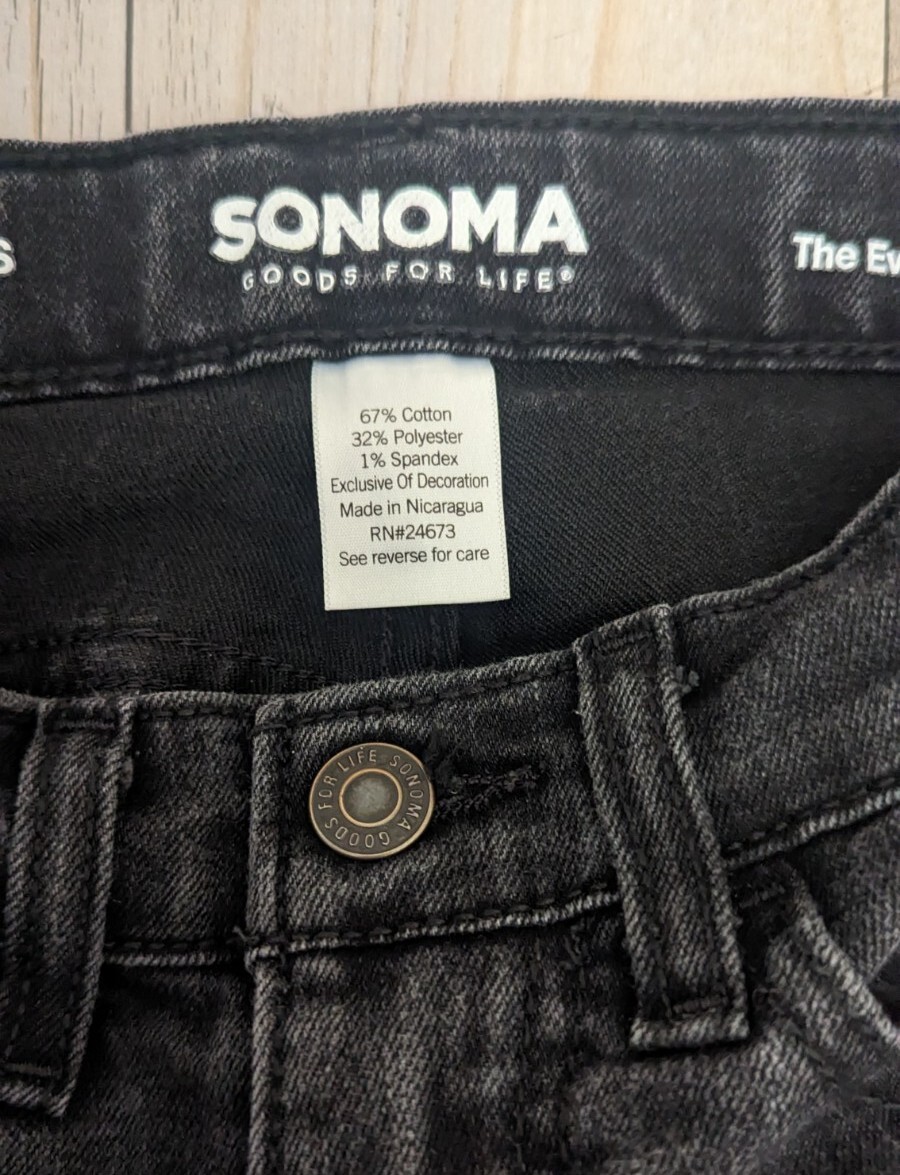 S
SONOMA
GOODS FOR LIFE®
The Ev
67% Cotton
32% Polyester
1% Spandex
Exclusive Of Decoration
Made in Nicaragua
RN#24673
See reverse for care
SONOMA GOODS FOR LIFE